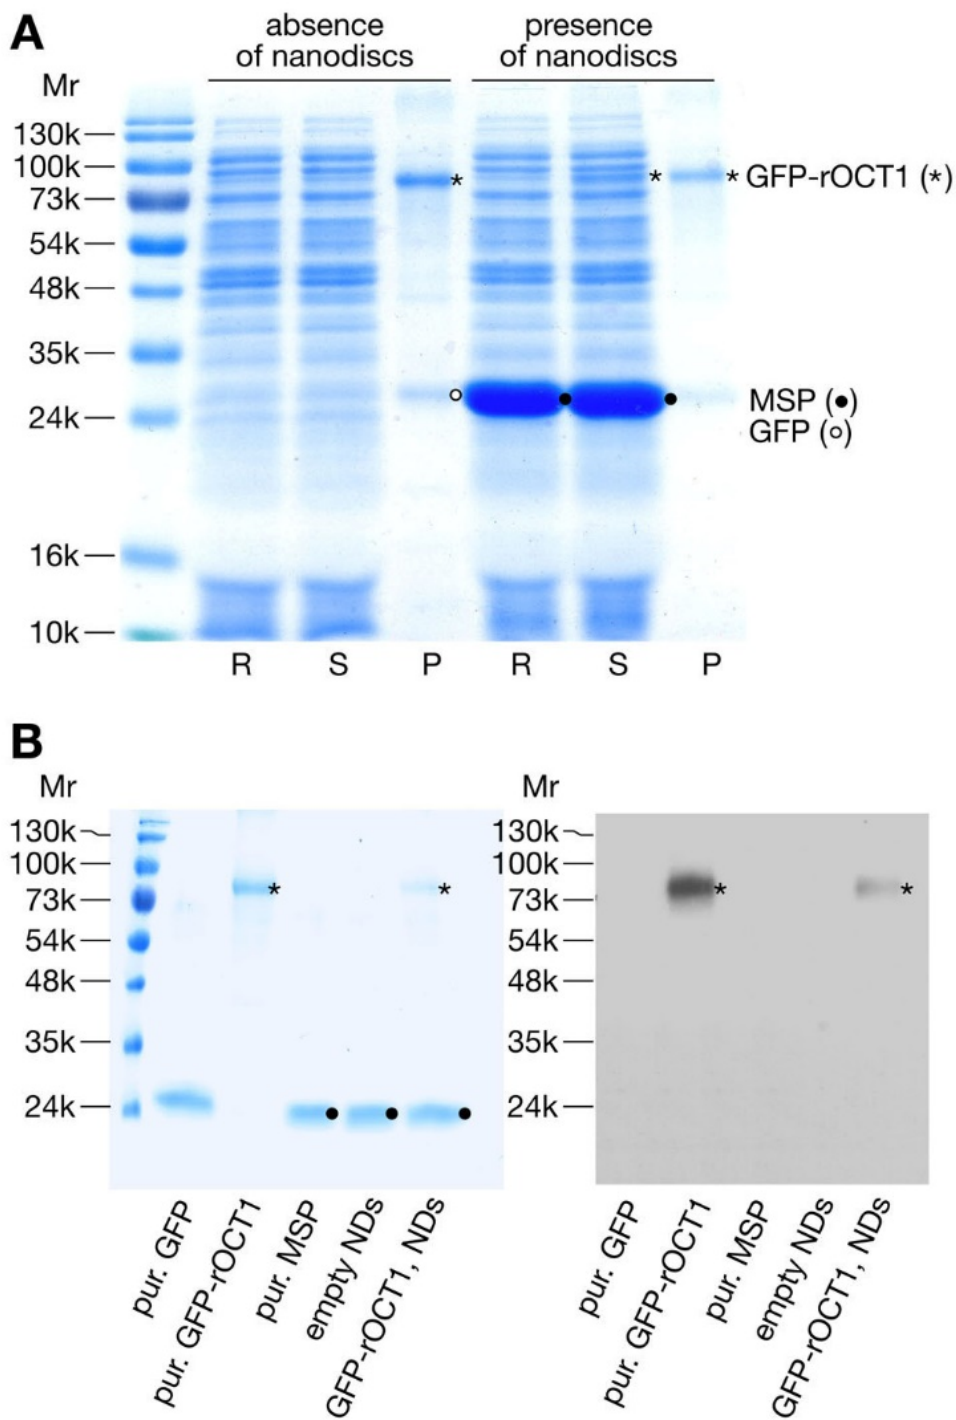 A
absence
of nanodiscs
presence
of nanodiscs
Mr
130k
100k
73k
54k
48k
35k
24k
16k
10k
*
* * GFP-rOCT1 (*)
MSP (●)
GFP (○)
R S P R S P
B
Mr
130k
100k
73k
54k
48k
35k
24k
* *
pur. GFP
pur. GFP-rOCT1
pur. MSP
empty NDs
GFP-rOCT1, NDs
Mr
130k
100k
73k
54k
48k
35k
24k
* *
pur. GFP
pur. GFP-rOCT1
pur. MSP
empty NDs
GFP-rOCT1, NDs